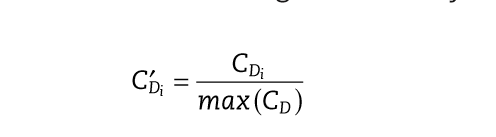 C′_{D_i} = C_{D_i} / max(C_D)